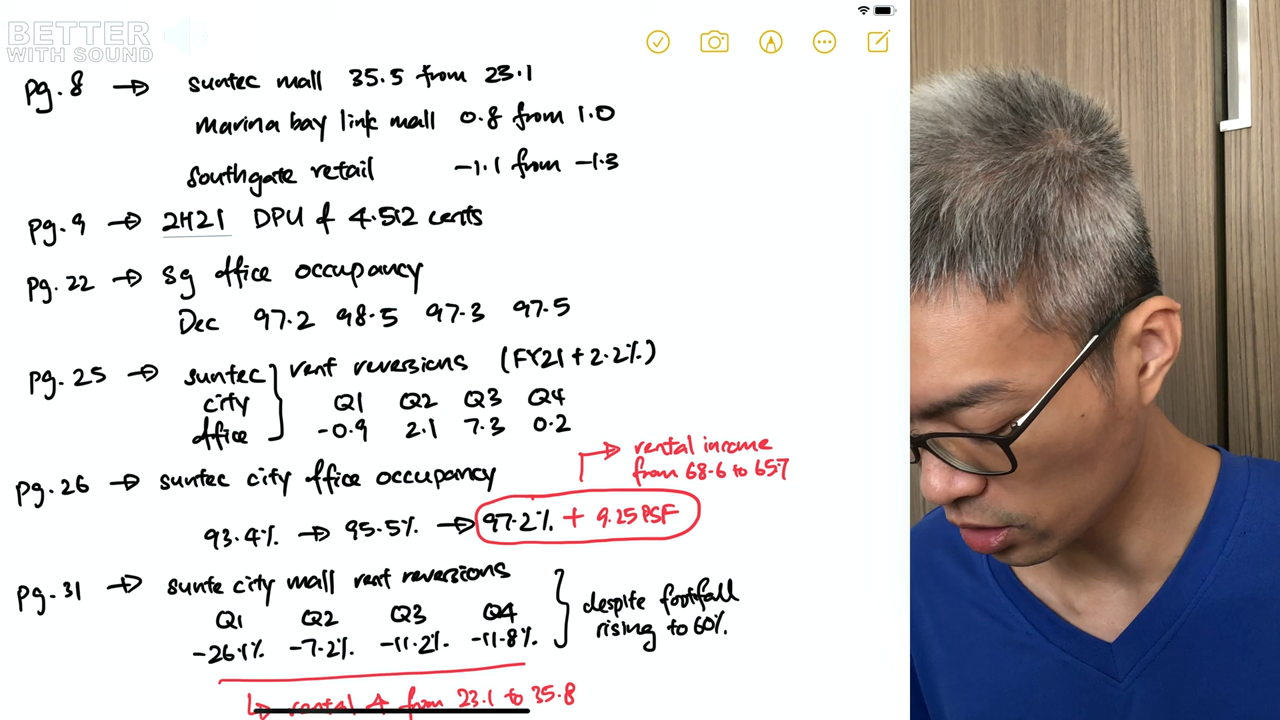 BETTER
WITH SOUND
pg. 8 → suntec mall 35.5 from 23.1
marina bay link mall 0.8 from 1.0
southgate retail -1.1 from -1.3
pg. 9 → 2H21 DPU of 4.512 cents
pg. 22 → sg office occupancy
Dec 97.2 98.5 97.3 97.5
pg. 25 → suntec city office } rent reversions (FY21 +2.2%)
Q1 Q2 Q3 Q4
-0.9 2.1 7.3 0.2
→ rental income
from 68.6 to 65.7
pg. 26 → suntec city office occupancy
93.4% → 95.5% → 97.2% + 9.25 PSF
pg. 31 → sunte city mall rent reversions
Q1 Q2 Q3 Q4
-26.1% -7.2% -11.2% -11.8%
despite footfall
rising to 60%.
↳ rental ↑ from 23.1 to 35.8